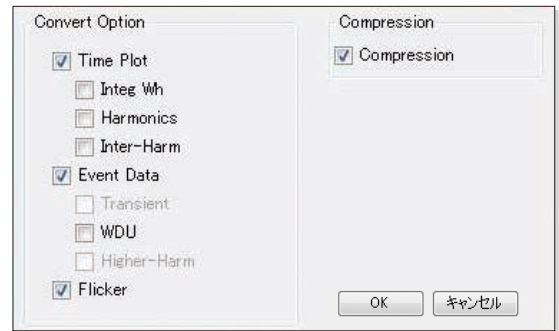 Convert Option
Time Plot
Integ Wh
Harmonics
Inter-Harm
Event Data
Transient
WDU
Higher-Harm
Flicker
Compression
Compression
OK
キャンセル